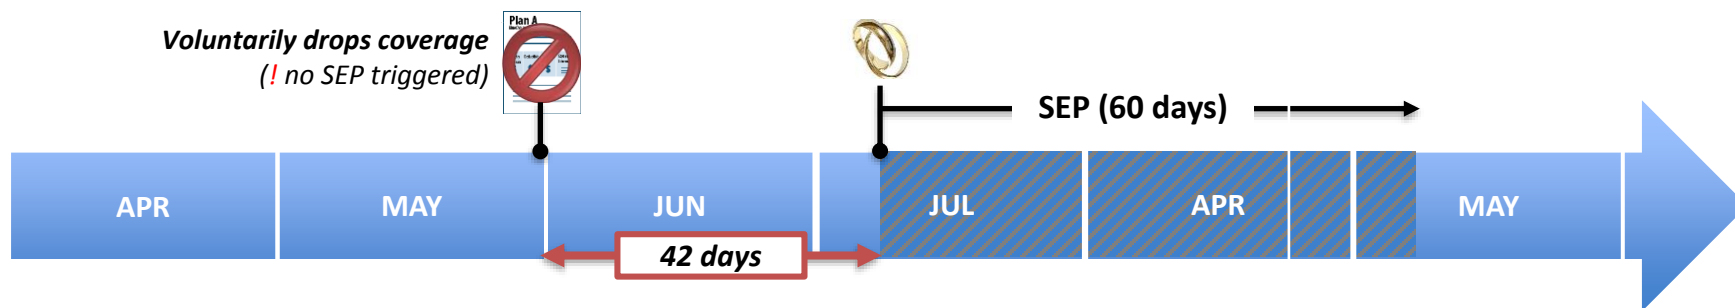 Plan A
Voluntarily drops coverage
(! no SEP triggered)
SEP (60 days)
APR
MAY
JUN
JUL
APR
MAY
42 days